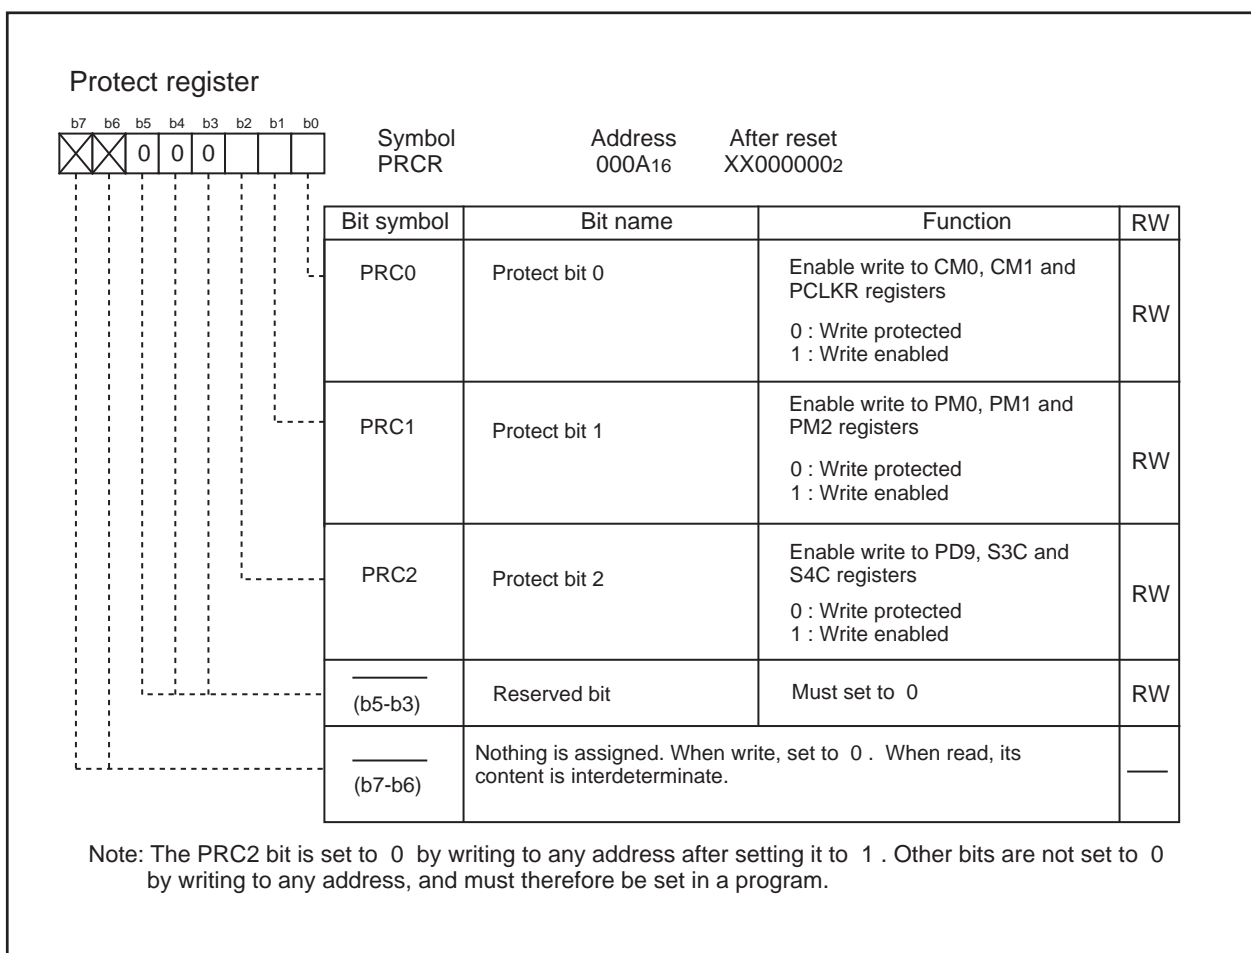 Protect register
b7 b6 b5 b4 b3 b2 b1 b0
0 0 0
Symbol Address After reset
PRCR 000A16 XX0000002
Bit symbol Bit name Function RW
PRC0 Protect bit 0 Enable write to CM0, CM1 and
PCLKR registers
0 : Write protected
1 : Write enabled
RW
PRC1 Protect bit 1 Enable write to PM0, PM1 and
PM2 registers
0 : Write protected
1 : Write enabled
RW
PRC2 Protect bit 2 Enable write to PD9, S3C and
S4C registers
0 : Write protected
1 : Write enabled
RW
(b5-b3) Reserved bit Must set to 0 RW
(b7-b6) Nothing is assigned. When write, set to 0 . When read, its
content is interdeterminate.
Note: The PRC2 bit is set to 0 by writing to any address after setting it to 1 . Other bits are not set to 0
by writing to any address, and must therefore be set in a program.